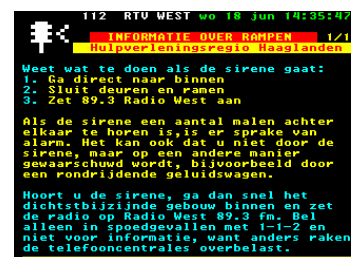 112 RTV WEST wo 18 jun 14:35:47
INFORMATIE OVER RAMPEN 1/1
Hulpverleningsregio Haaglanden
Weet wat te doen als de sirene gaat:
1. Ga direct naar binnen
2. Sluit deuren en ramen
3. Zet 89.3 Radio West aan
Als de sirene een aantal malen achter
elkaar te horen is,is er sprake van
alarm. Het kan ook dat u niet door de
sirene, maar op een andere manier
gewaarschuwd wordt, bijvoorbeeld door
een rondrijdende geluidswagen.
Hoort u de sirene, ga dan snel het
dichtstbijzijnde gebouw binnen en zet
de radio op Radio West 89.3 fm. Bel
alleen in spoedgevallen met 1-1-2 en
niet voor informatie, want anders raken
de telefooncentrales overbelast.